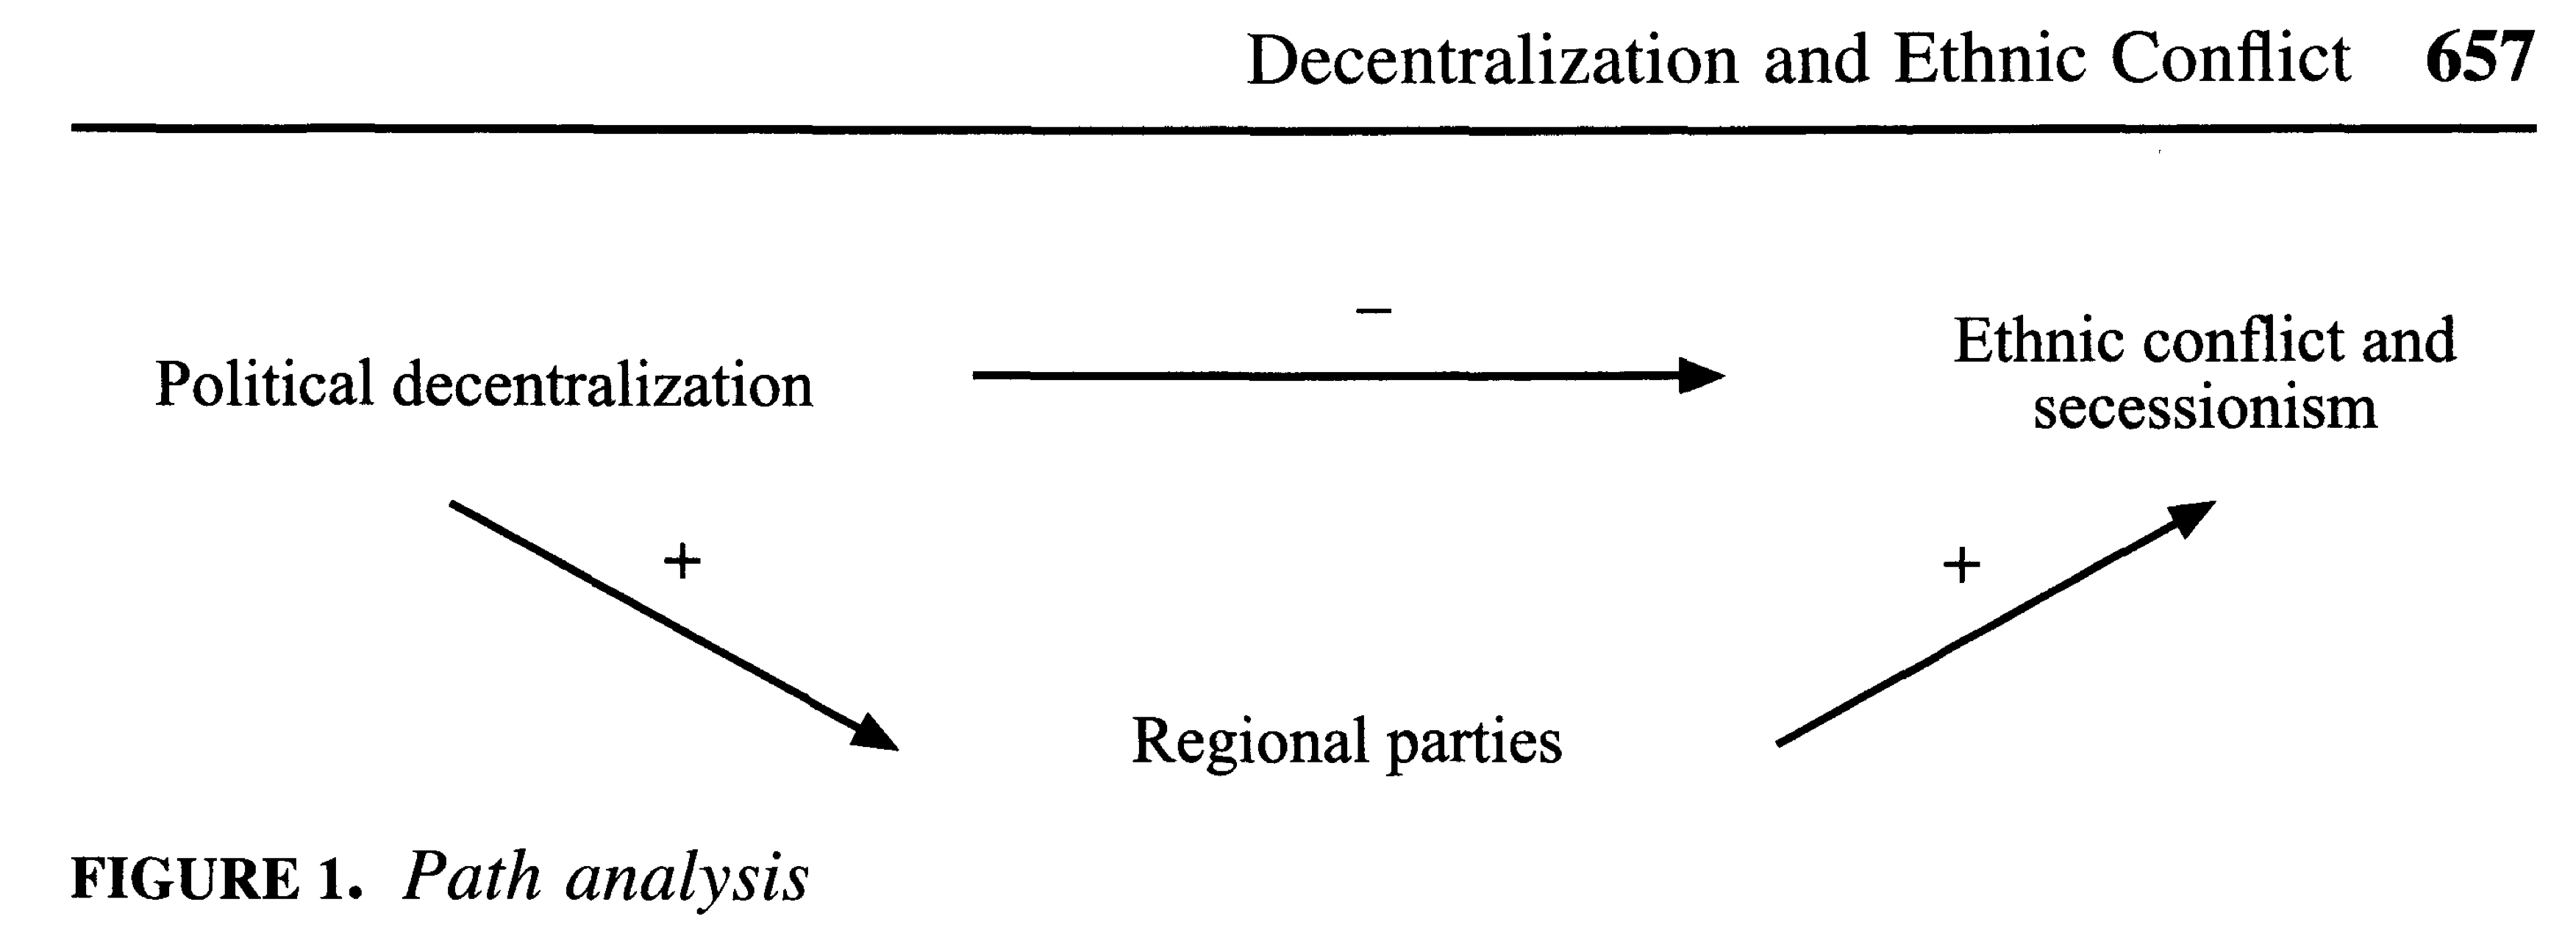 Decentralization and Ethnic Conflict 657
−
Political decentralization
Ethnic conflict and
secessionism
+
+
Regional parties
FIGURE 1. Path analysis